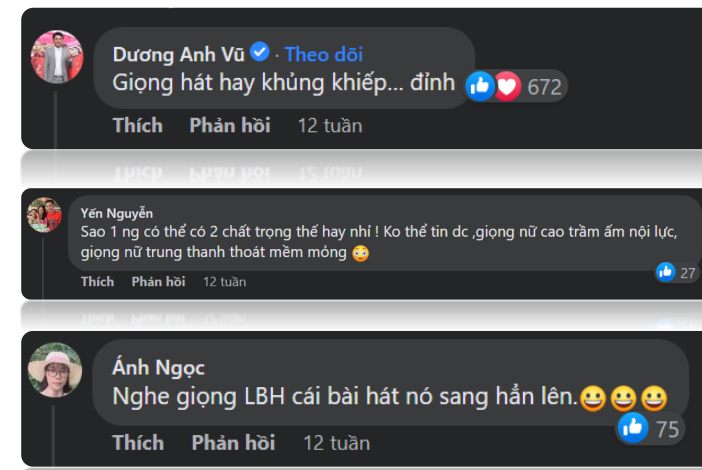 Dương Anh Vũ · Theo dõi
Giọng hát hay khủng khiếp... đỉnh
672
Thích Phản hồi 12 tuần
Yến Nguyễn
Sao 1 ng có thể có 2 chất trọng thế hay nhỉ ! Ko thể tin dc ,giọng nữ cao trầm ấm nội lực,
giọng nữ trung thanh thoát mềm mỏng 😳
27
Thích Phản hồi 12 tuần
Ánh Ngọc
Nghe giọng LBH cái bài hát nó sang hẳn lên.😀😀😀
75
Thích Phản hồi 12 tuần